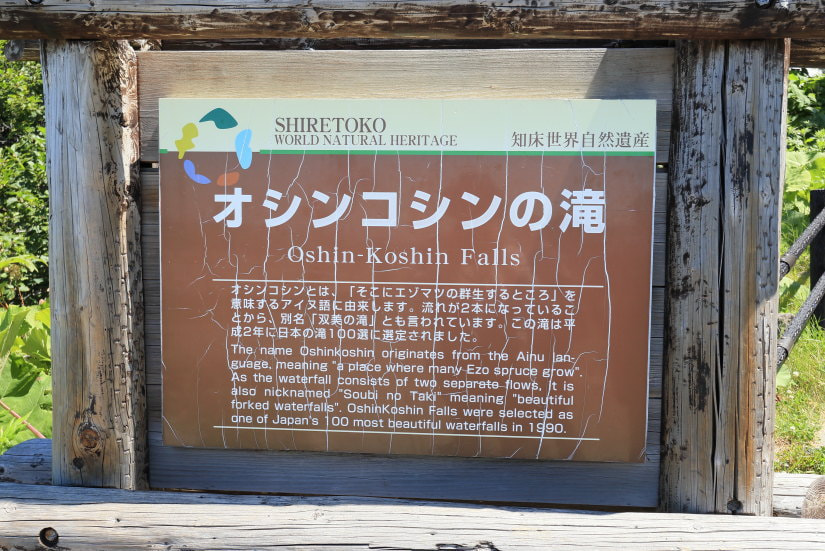 SHIRETOKO
WORLD NATURAL HERITAGE
知床世界自然遺産
オシンコシンの滝
Oshin-Koshin Falls
オシンコシンとは、「そこにエゾマツの群生するところ」を
意味するアイヌ語に由来します。流れが2本になっているこ
とから、別名「双美の滝」とも言われています。この滝は平
成2年に日本の滝100選に選定されました。
The name Oshinkoshin originates from the Ainu lan-
guage, meaning "a place where many Ezo spruce grow".
As the waterfall consists of two separate flows, it is
also nicknamed "Soubi no Taki" meaning "beautiful
forked waterfalls". OshinKoshin Falls were selected as
one of Japan's 100 most beautiful waterfalls in 1990.